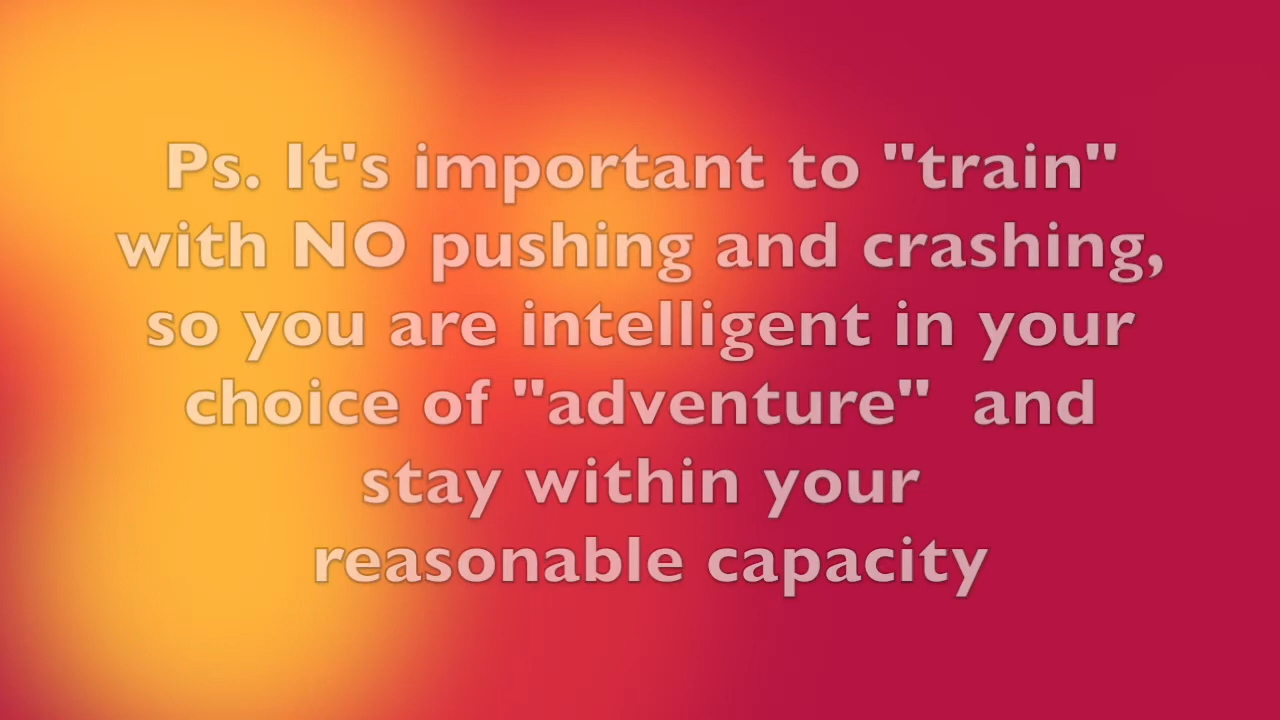 Ps. It's important to "train"
with NO pushing and crashing,
so you are intelligent in your
choice of "adventure"  and
stay within your
reasonable capacity